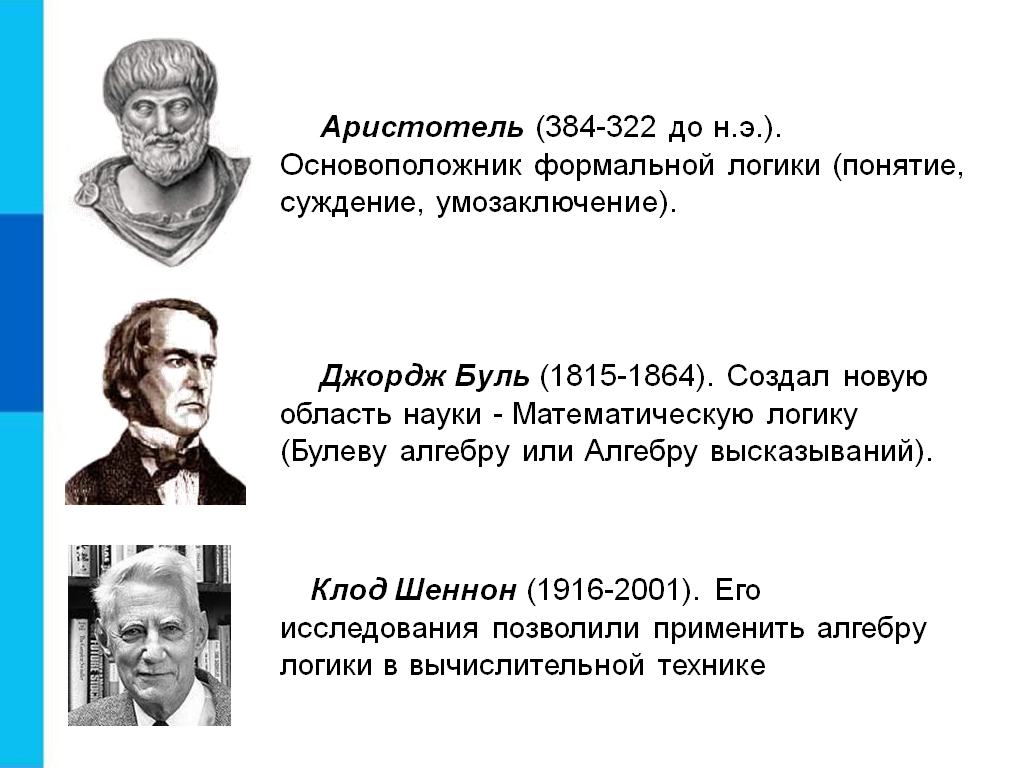 Аристотель (384-322 до н.э.).
Основоположник формальной логики (понятие,
суждение, умозаключение).
Джордж Буль (1815-1864). Создал новую
область науки - Математическую логику
(Булеву алгебру или Алгебру высказываний).
Клод Шеннон (1916-2001). Его
исследования позволили применить алгебру
логики в вычислительной технике
FUTURE